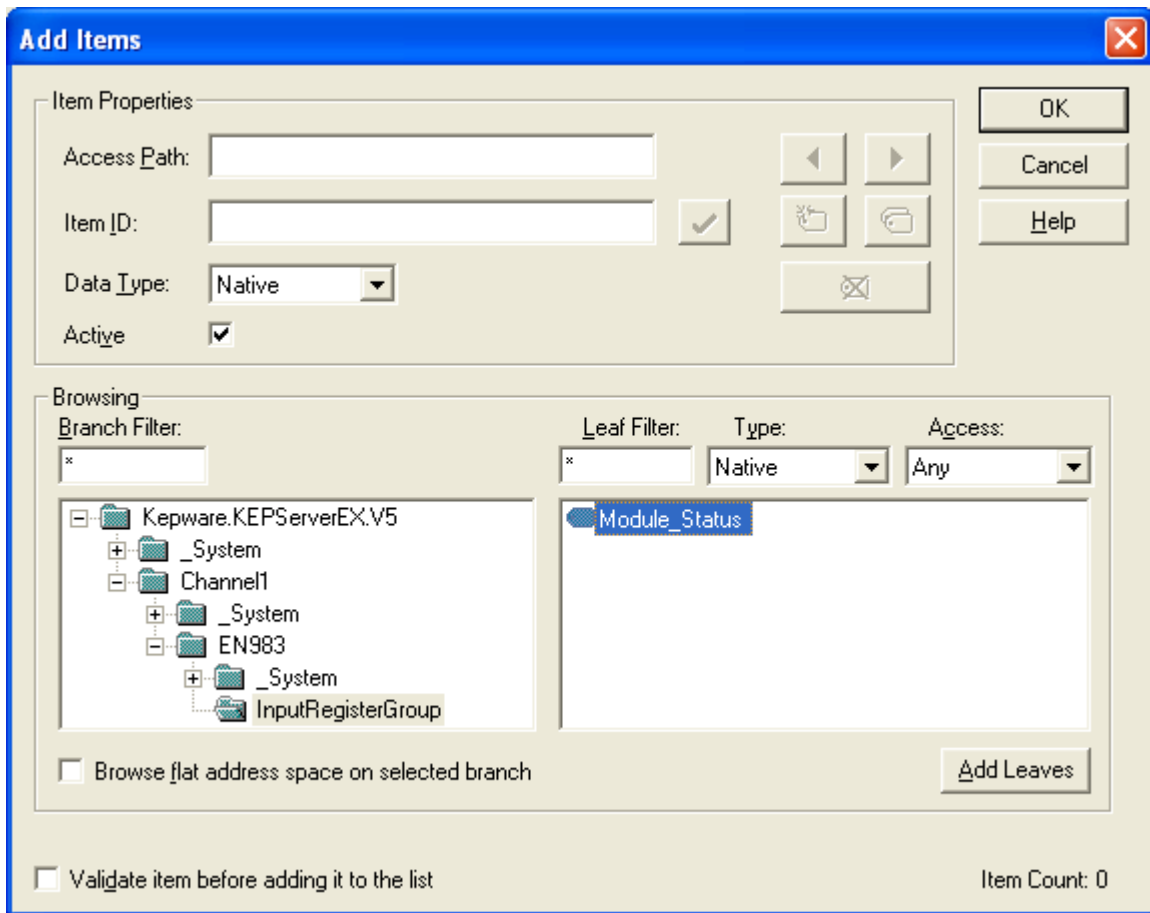 Add Items
Item Properties
OK
Access Path:
Cancel
Item ID:
Help
Data Type: Native
Active
Browsing
Branch Filter: Leaf Filter: Type: Access:
* * Native Any
Kepware.KEPServerEX.V5 Module_Status
_System
Channel1
_System
EN983
_System
InputRegisterGroup
Browse flat address space on selected branch Add Leaves
Validate item before adding it to the list Item Count: 0